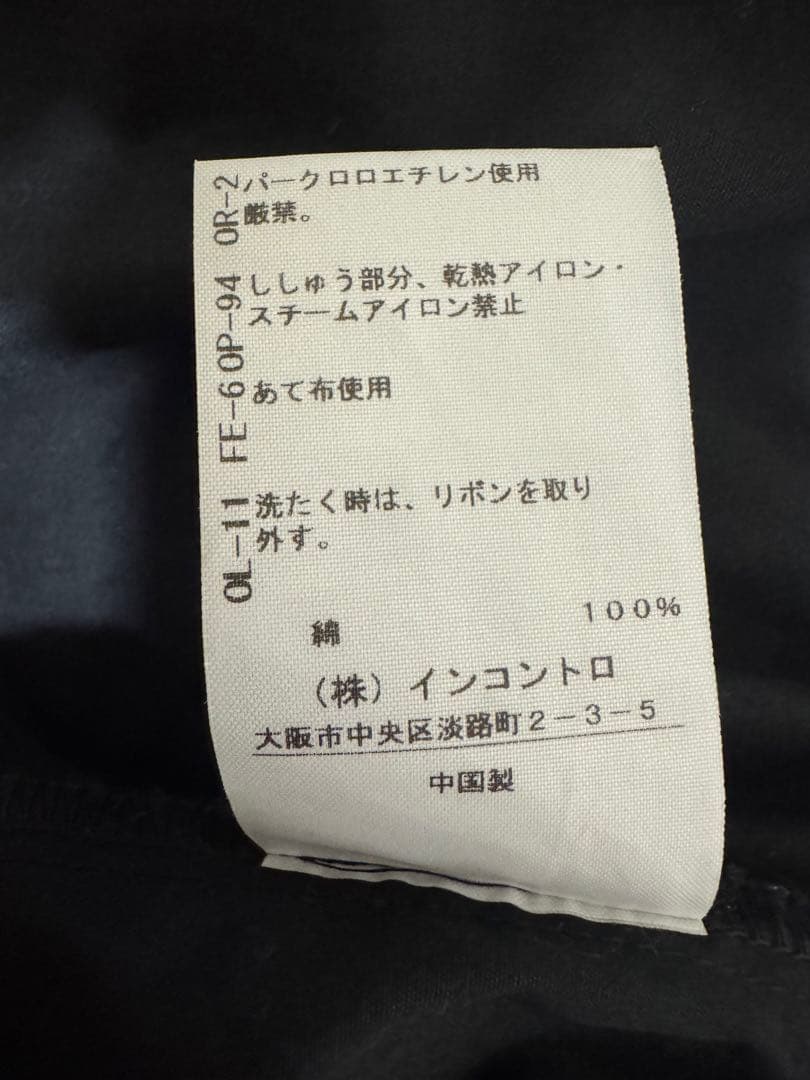 OR-2 パークロロエチレン使用
厳禁。
OP-94 ししゅう部分、乾熱アイロン・
スチームアイロン禁止
FE-6 あて布使用
OL-11 洗たく時は、リボンを取り
外す。
綿 100%
(株) インコントロ
大阪市中央区淡路町2-3-5
中国製